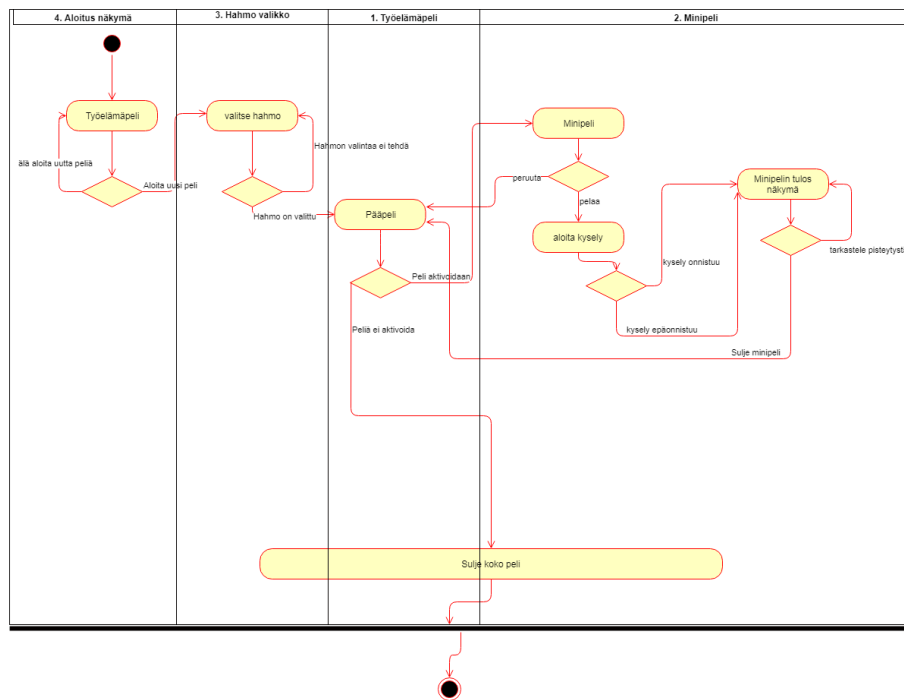 4. Aloitus näkymä
3. Hahmo valikko
1. Työelämäpeli
2. Minipeli
Työelämäpeli
älä aloita uutta peliä
Aloita uusi peli
valitse hahmo
Hahmon valintaa ei tehdä
Hahmo on valittu
Pääpeli
Peli aktivoidaan
Peliä ei aktivoida
Minipeli
peruuta
pelaa
aloita kysely
kysely onnistuu
kysely epäonnistuu
Minipelin tulos
näkymä
tarkastele pisteytystä
Sulje minipeli
Sulje koko peli